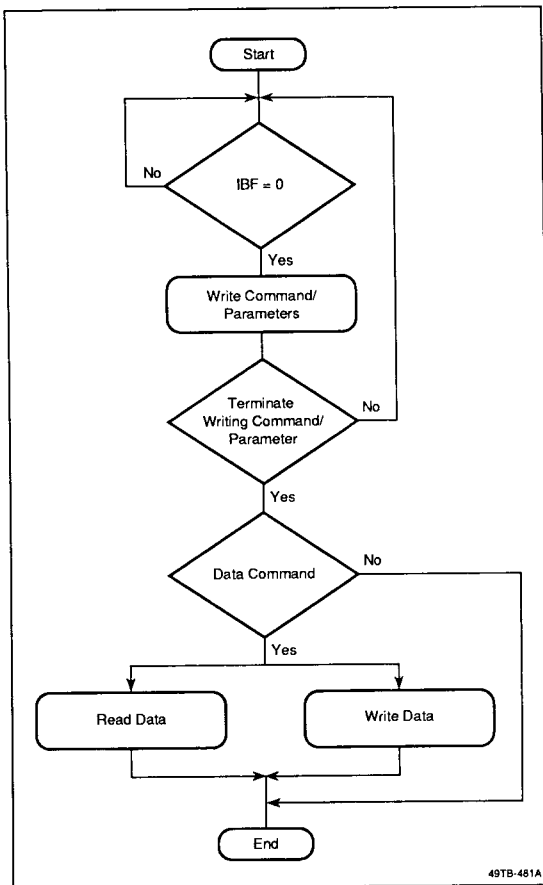 Start
No
IBF = 0
Yes
Write Command/
Parameters
Terminate
Writing Command/
Parameter
No
Yes
Data Command
No
Yes
Read Data
Write Data
End
49TB-481A